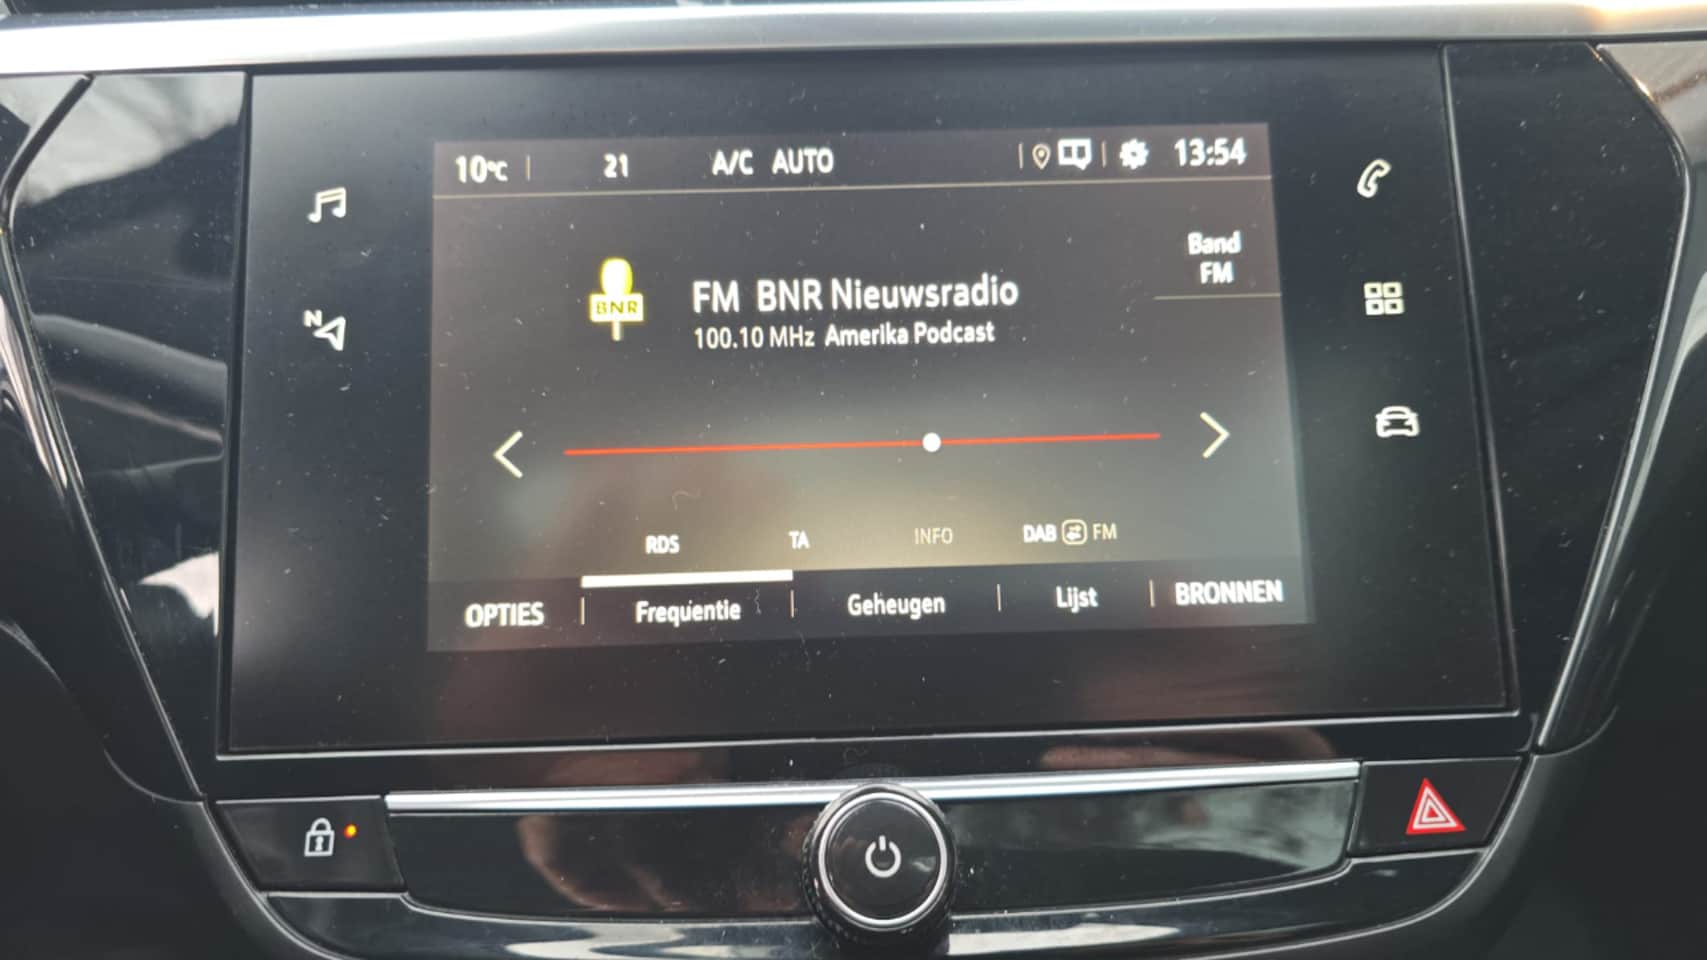 10°C 21 A/C AUTO 13:54
Band
FM
BNR
FM BNR Nieuwsradio
100.10 MHz Amerika Podcast
N
RDS TA INFO DAB FM
OPTIES Frequentie Geheugen Lijst BRONNEN